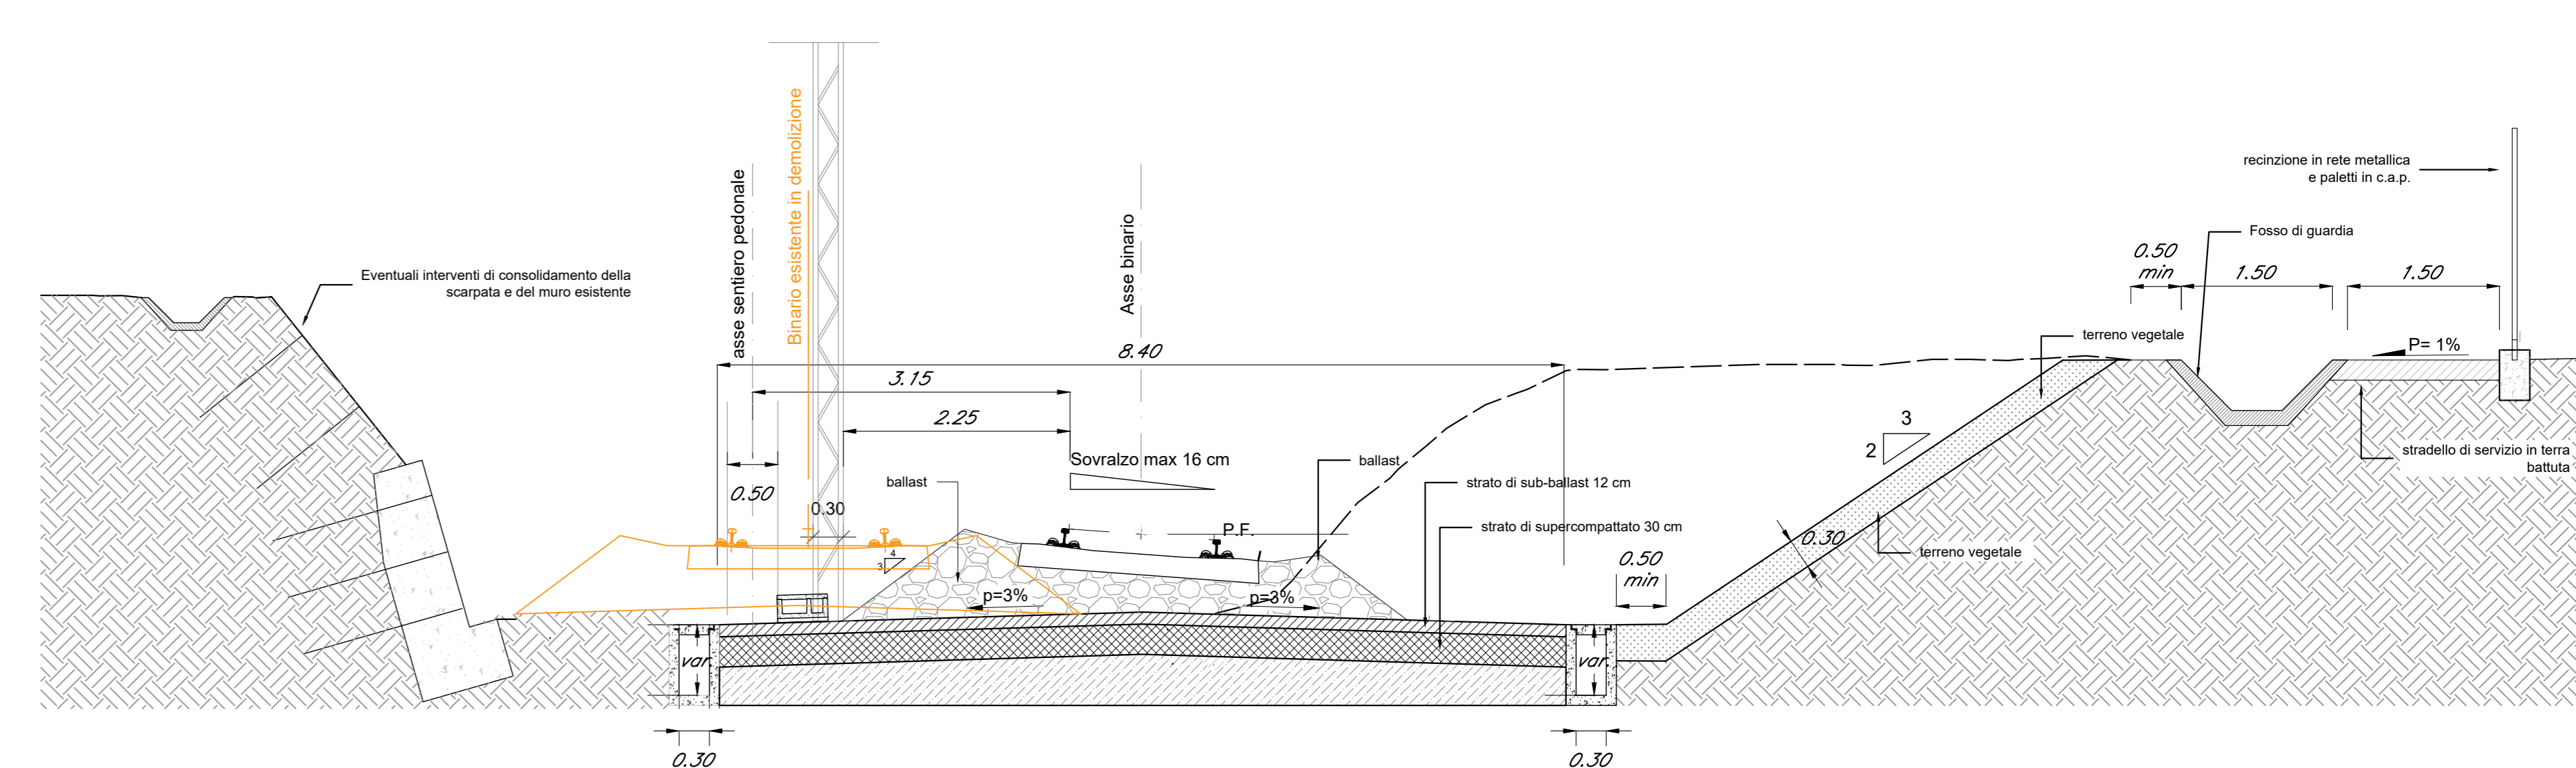 Eventuali interventi di consolidamento della
scarpata e del muro esistente
asse sentiero pedonale
Binario esistente in demolizione
Asse binario
8.40
3.15
2.25
0.50
0.30
Sovralzo max 16 cm
ballast
ballast
P.F.
4
3
p=3%
p=3%
strato di sub-ballast 12 cm
strato di supercompattato 30 cm
0.50
min
var.
var.
0.30
0.30
3
2
0.30
terreno vegetale
terreno vegetale
0.50
min
1.50
1.50
Fosso di guardia
recinzione in rete metallica
e paletti in c.a.p.
P= 1%
stradello di servizio in terra
battuta